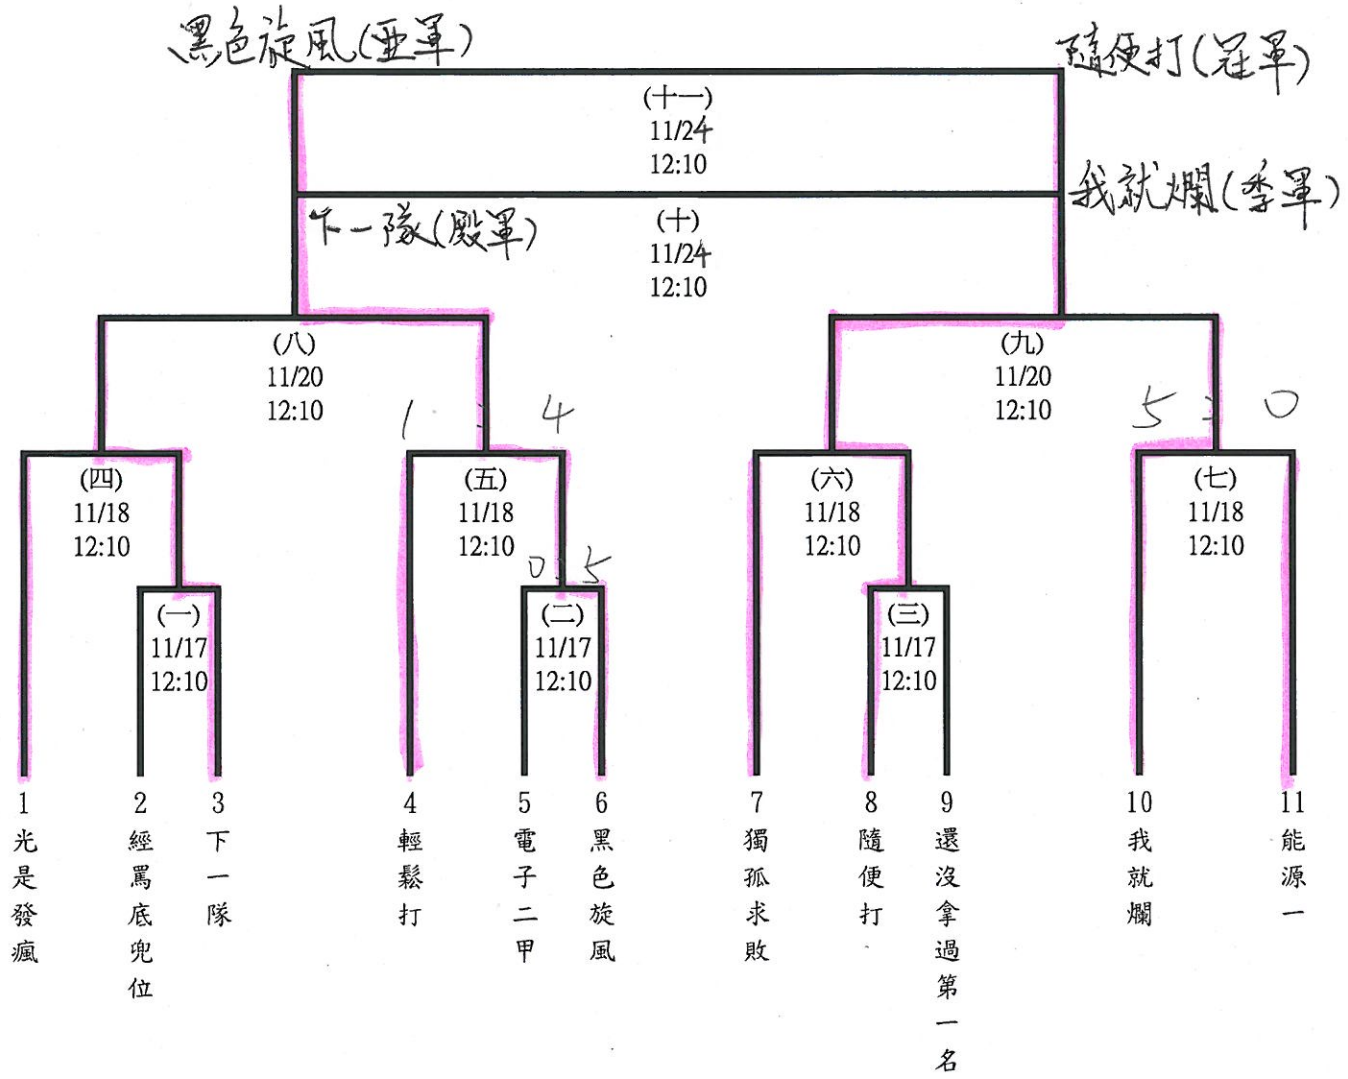 黑色旋風(亞軍)
隨便打(冠軍)
(十一)
11/24
12:10
我就爛(季軍)
下一隊(殿軍)
(十)
11/24
12:10
(八)
11/20
12:10
(九)
11/20
12:10
1:4
5:0
(四)
11/18
12:10
(五)
11/18
12:10
(六)
11/18
12:10
(七)
11/18
12:10
0:5
(一)
11/17
12:10
(二)
11/17
12:10
(三)
11/17
12:10
1
光是發瘋
2
經罵底兜位
3
下一隊
4
輕鬆打
5
電子二甲
6
黑色旋風
7
獨孤求敗
8
隨便打
9
還沒拿過第一名
10
我就爛
11
能源一